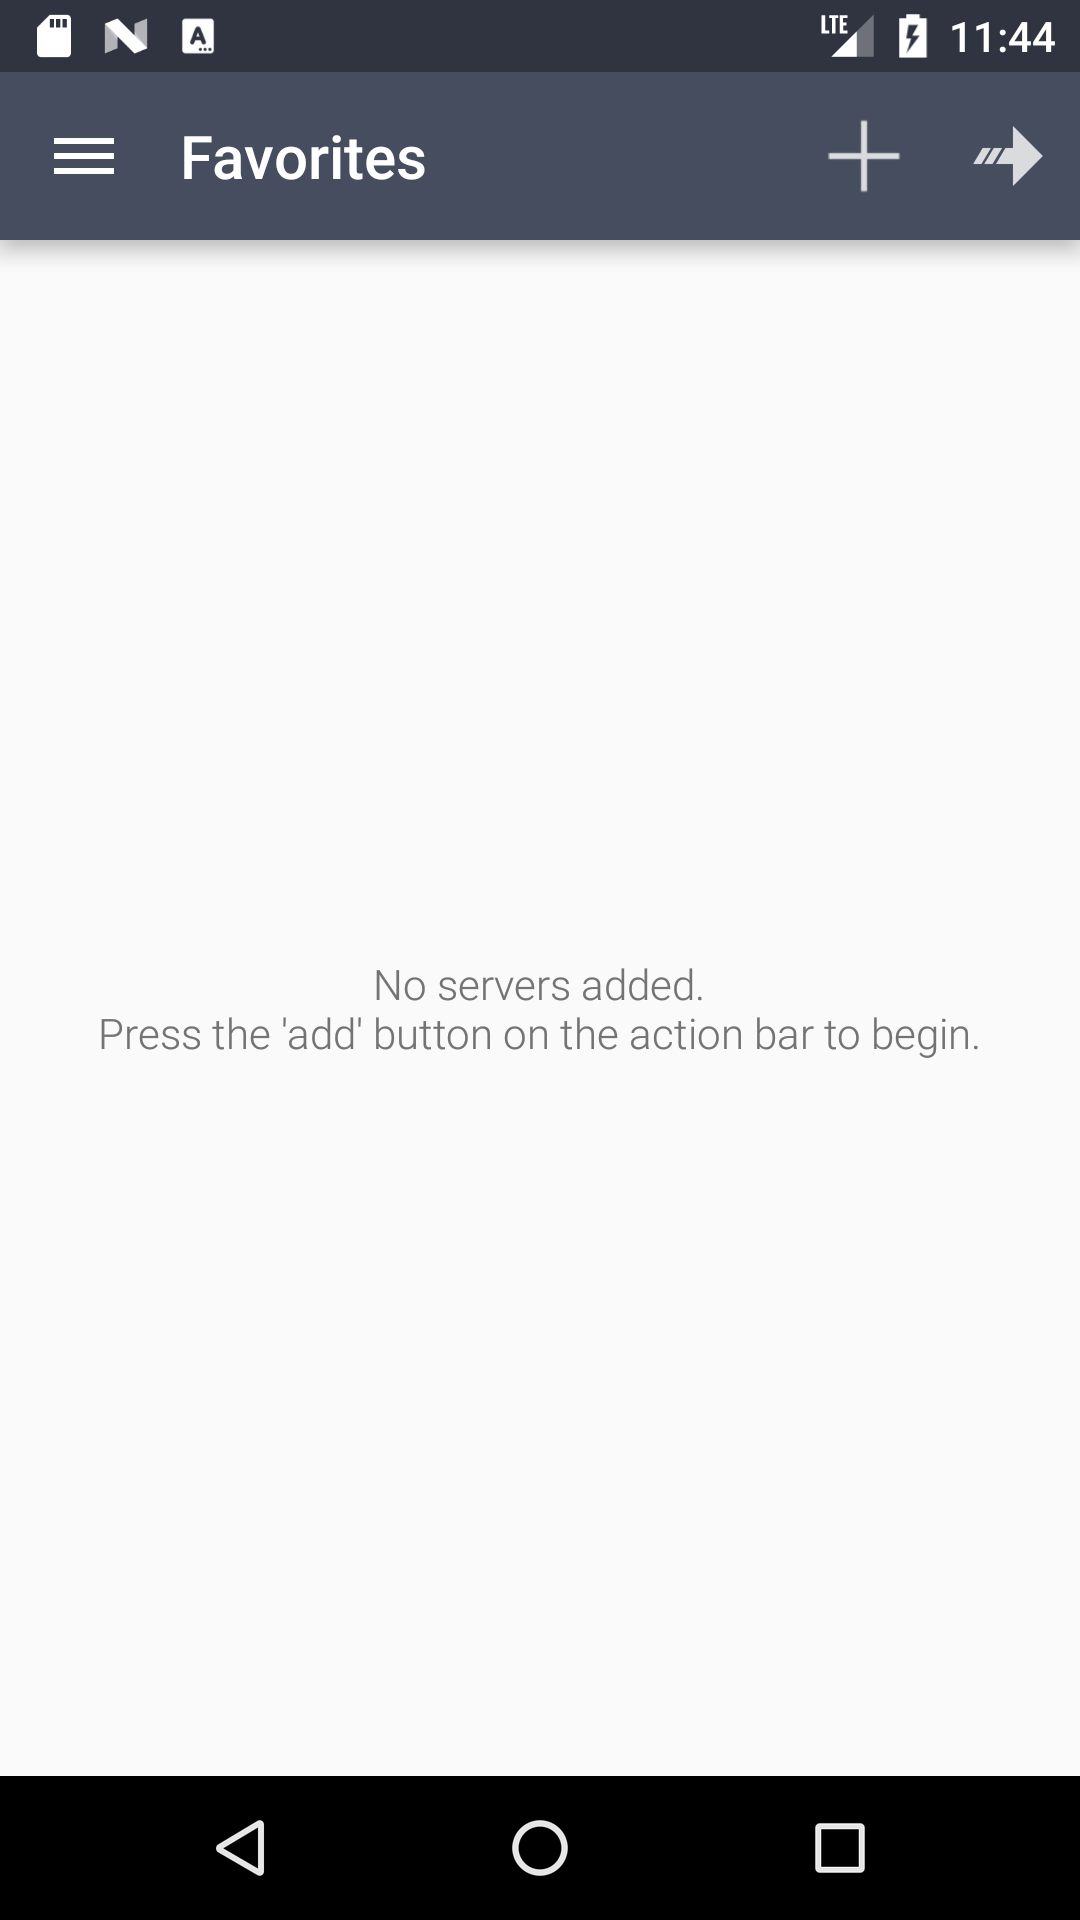 LTE 11:44
Favorites
No servers added.
Press the 'add' button on the action bar to begin.